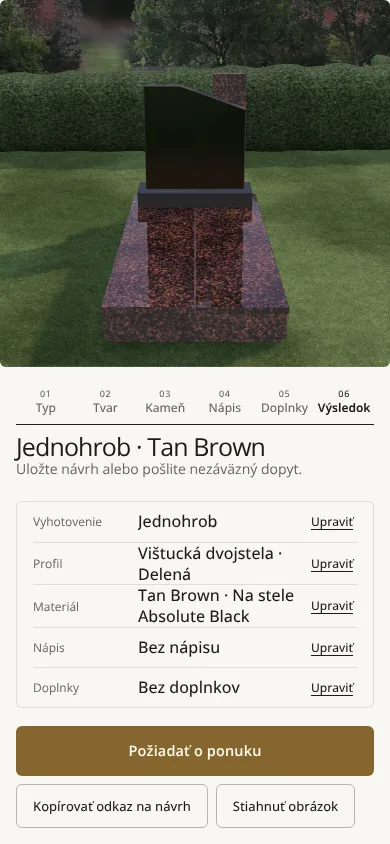 01
Typ
02
Tvar
03
Kameň
04
Nápis
05
Doplnky
06
Výsledok
Jednohrob · Tan Brown
Uložte návrh alebo pošlite nezáväzný dopyt.
Vyhotovenie
Jednohrob
Upraviť
Profil
Vištucká dvojstela ·
Delená
Upraviť
Materiál
Tan Brown · Na stele
Absolute Black
Upraviť
Nápis
Bez nápisu
Upraviť
Doplnky
Bez doplnkov
Upraviť
Požiadať o ponuku
Kopírovať odkaz na návrh
Stiahnuť obrázok